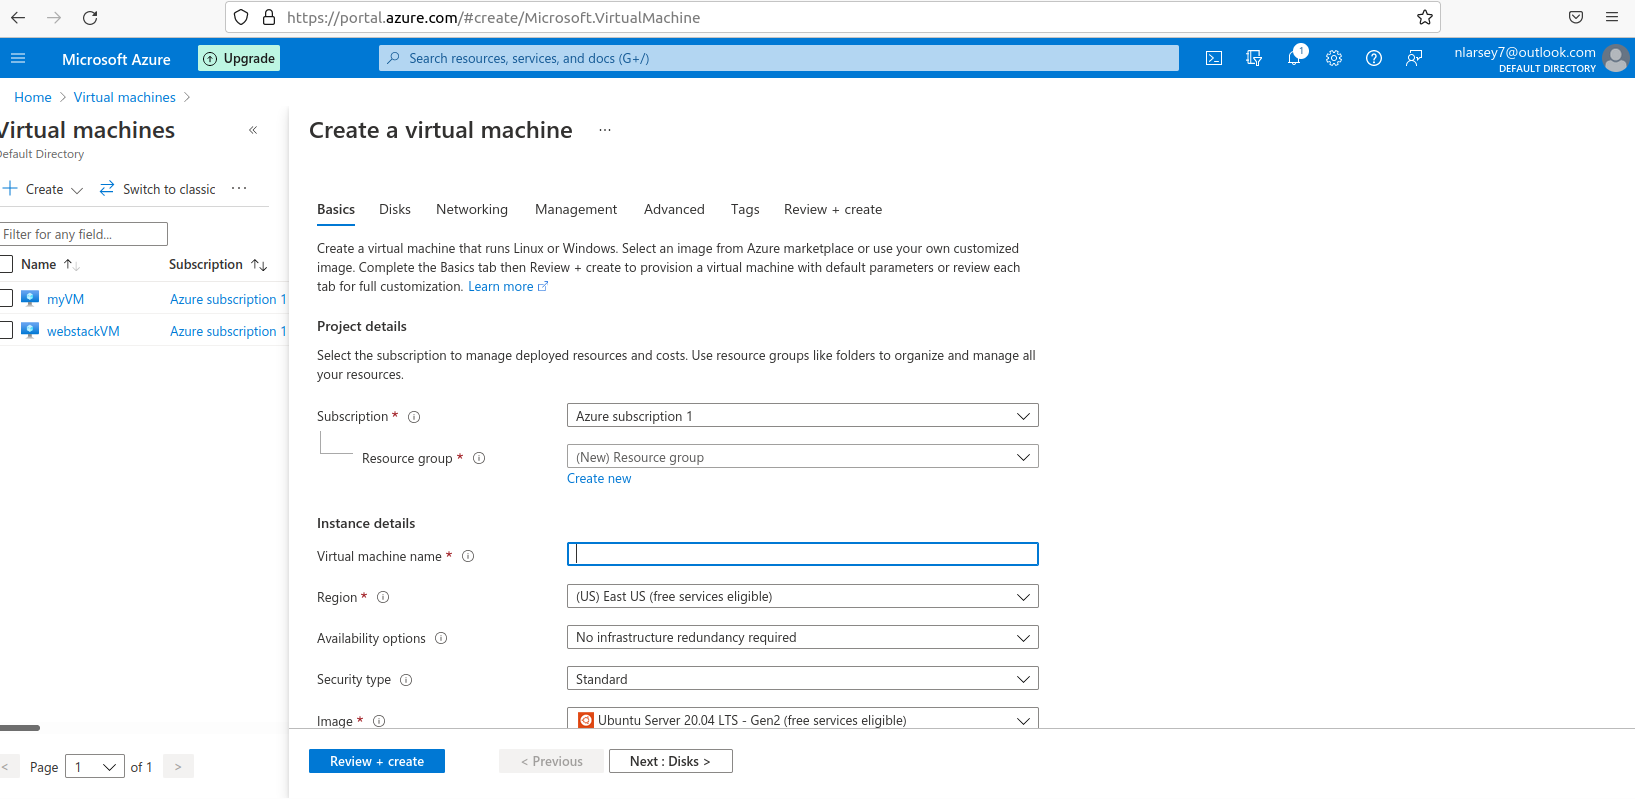 https://portal.azure.com/#create/Microsoft.VirtualMachine
Microsoft Azure
Upgrade
Search resources, services, and docs (G+/)
1
nlarsey7@outlook.com
DEFAULT DIRECTORY
Home > Virtual machines >
Virtual machines
Default Directory
Create
Switch to classic
Filter for any field...
Name
Subscription
myVM
Azure subscription 1
webstackVM
Azure subscription 1
< Page 1 of 1 >
Create a virtual machine ...
Basics Disks Networking Management Advanced Tags Review + create
Create a virtual machine that runs Linux or Windows. Select an image from Azure marketplace or use your own customized
image. Complete the Basics tab then Review + create to provision a virtual machine with default parameters or review each
tab for full customization. Learn more
Project details
Select the subscription to manage deployed resources and costs. Use resource groups like folders to organize and manage all
your resources.
Subscription *
Azure subscription 1
Resource group *
(New) Resource group
Create new
Instance details
Virtual machine name *
Region *
(US) East US (free services eligible)
Availability options
No infrastructure redundancy required
Security type
Standard
Image *
Ubuntu Server 20.04 LTS - Gen2 (free services eligible)
Review + create
< Previous
Next : Disks >